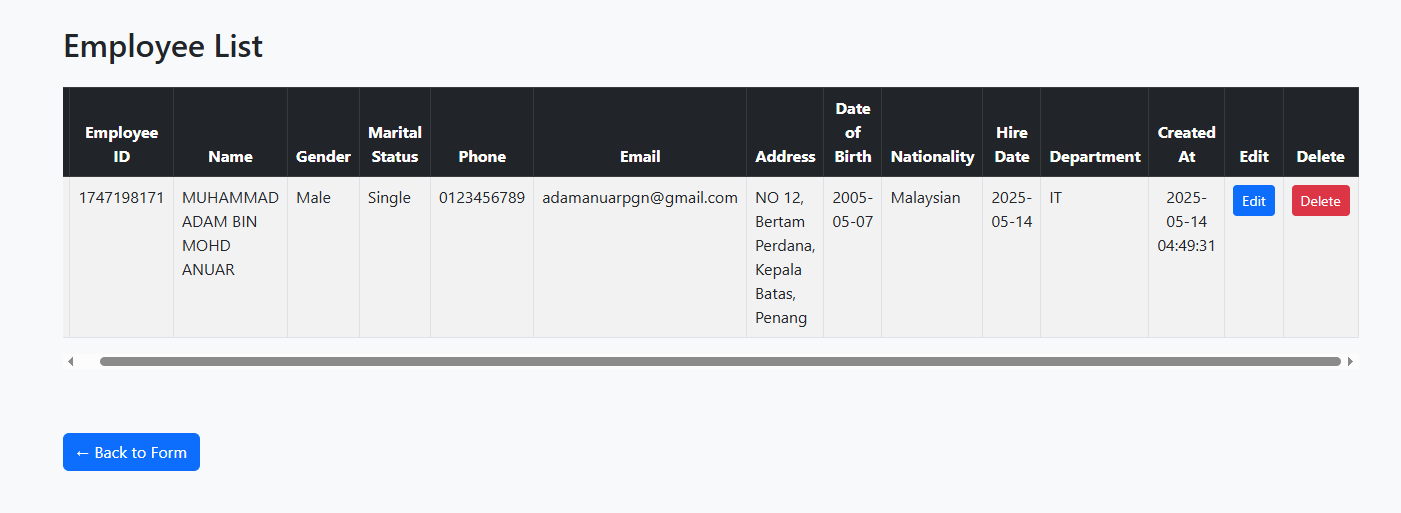 Employee List
Employee ID Name Gender Marital Status Phone Email Address Date of Birth Nationality Hire Date Department Created At Edit Delete
1747198171 MUHAMMAD ADAM BIN MOHD ANUAR Male Single 0123456789 adamanuarpgn@gmail.com NO 12, Bertam Perdana, Kepala Batas, Penang 2005-05-07 Malaysian 2025-05-14 IT 2025-05-14 04:49:31 Edit Delete
← Back to Form